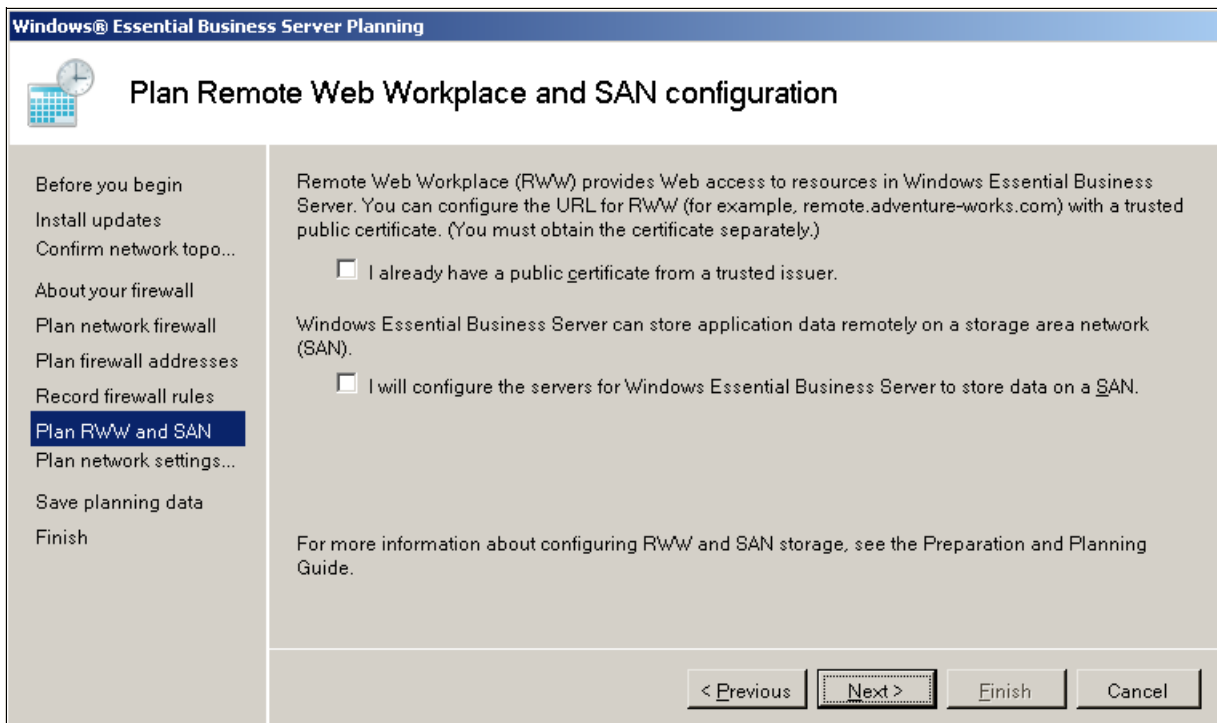 Windows® Essential Business Server Planning
Plan Remote Web Workplace and SAN configuration
Before you begin
Install updates
Confirm network topo...
About your firewall
Plan network firewall
Plan firewall addresses
Record firewall rules
Plan RWW and SAN
Plan network settings...
Save planning data
Finish
Remote Web Workplace (RWW) provides Web access to resources in Windows Essential Business
Server. You can configure the URL for RWW (for example, remote.adventure-works.com) with a trusted
public certificate. (You must obtain the certificate separately.)
I already have a public certificate from a trusted issuer.
Windows Essential Business Server can store application data remotely on a storage area network
(SAN).
I will configure the servers for Windows Essential Business Server to store data on a SAN.
For more information about configuring RWW and SAN storage, see the Preparation and Planning
Guide.
< Previous
Next >
Finish
Cancel